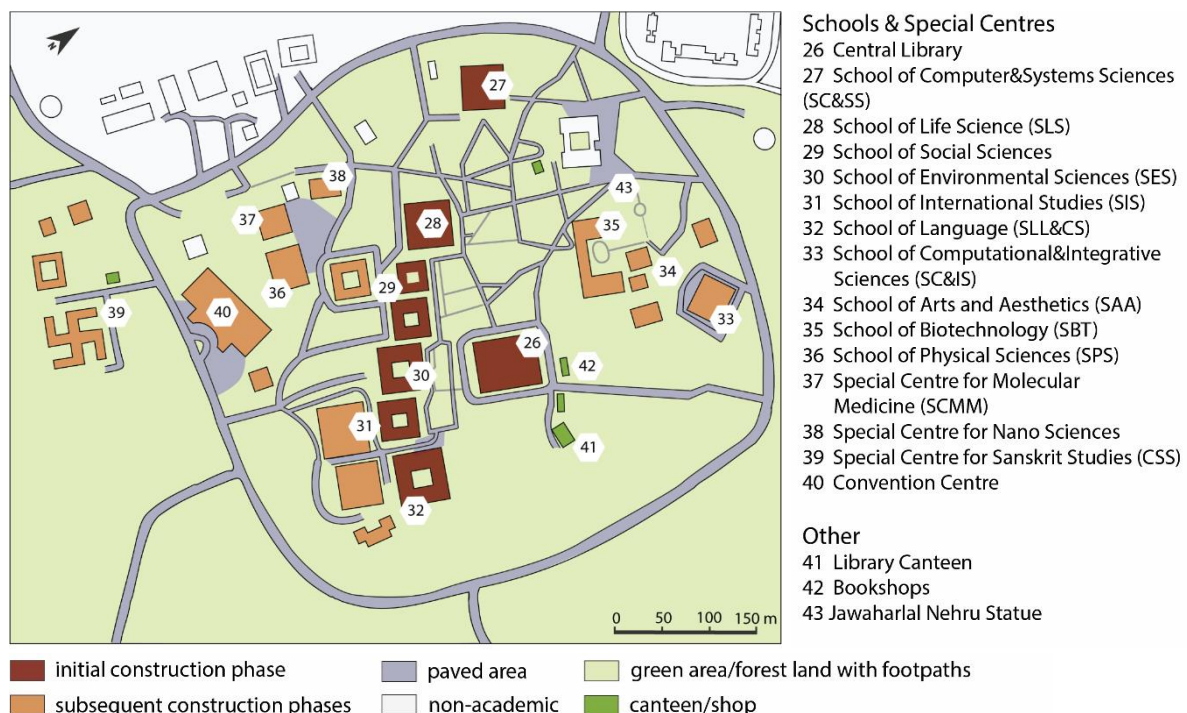 N
27
38
43
37
28
35
34
36
29
39
40
33
26
42
30
31
41
32
0 50 100 150 m
Schools & Special Centres
26 Central Library
27 School of Computer&Systems Sciences
(SC&SS)
28 School of Life Science (SLS)
29 School of Social Sciences
30 School of Environmental Sciences (SES)
31 School of International Studies (SIS)
32 School of Language (SLL&CS)
33 School of Computational&Integrative
Sciences (SC&IS)
34 School of Arts and Aesthetics (SAA)
35 School of Biotechnology (SBT)
36 School of Physical Sciences (SPS)
37 Special Centre for Molecular
Medicine (SCMM)
38 Special Centre for Nano Sciences
39 Special Centre for Sanskrit Studies (CSS)
40 Convention Centre
Other
41 Library Canteen
42 Bookshops
43 Jawaharlal Nehru Statue
initial construction phase
paved area
green area/forest land with footpaths
subsequent construction phases
non-academic
canteen/shop